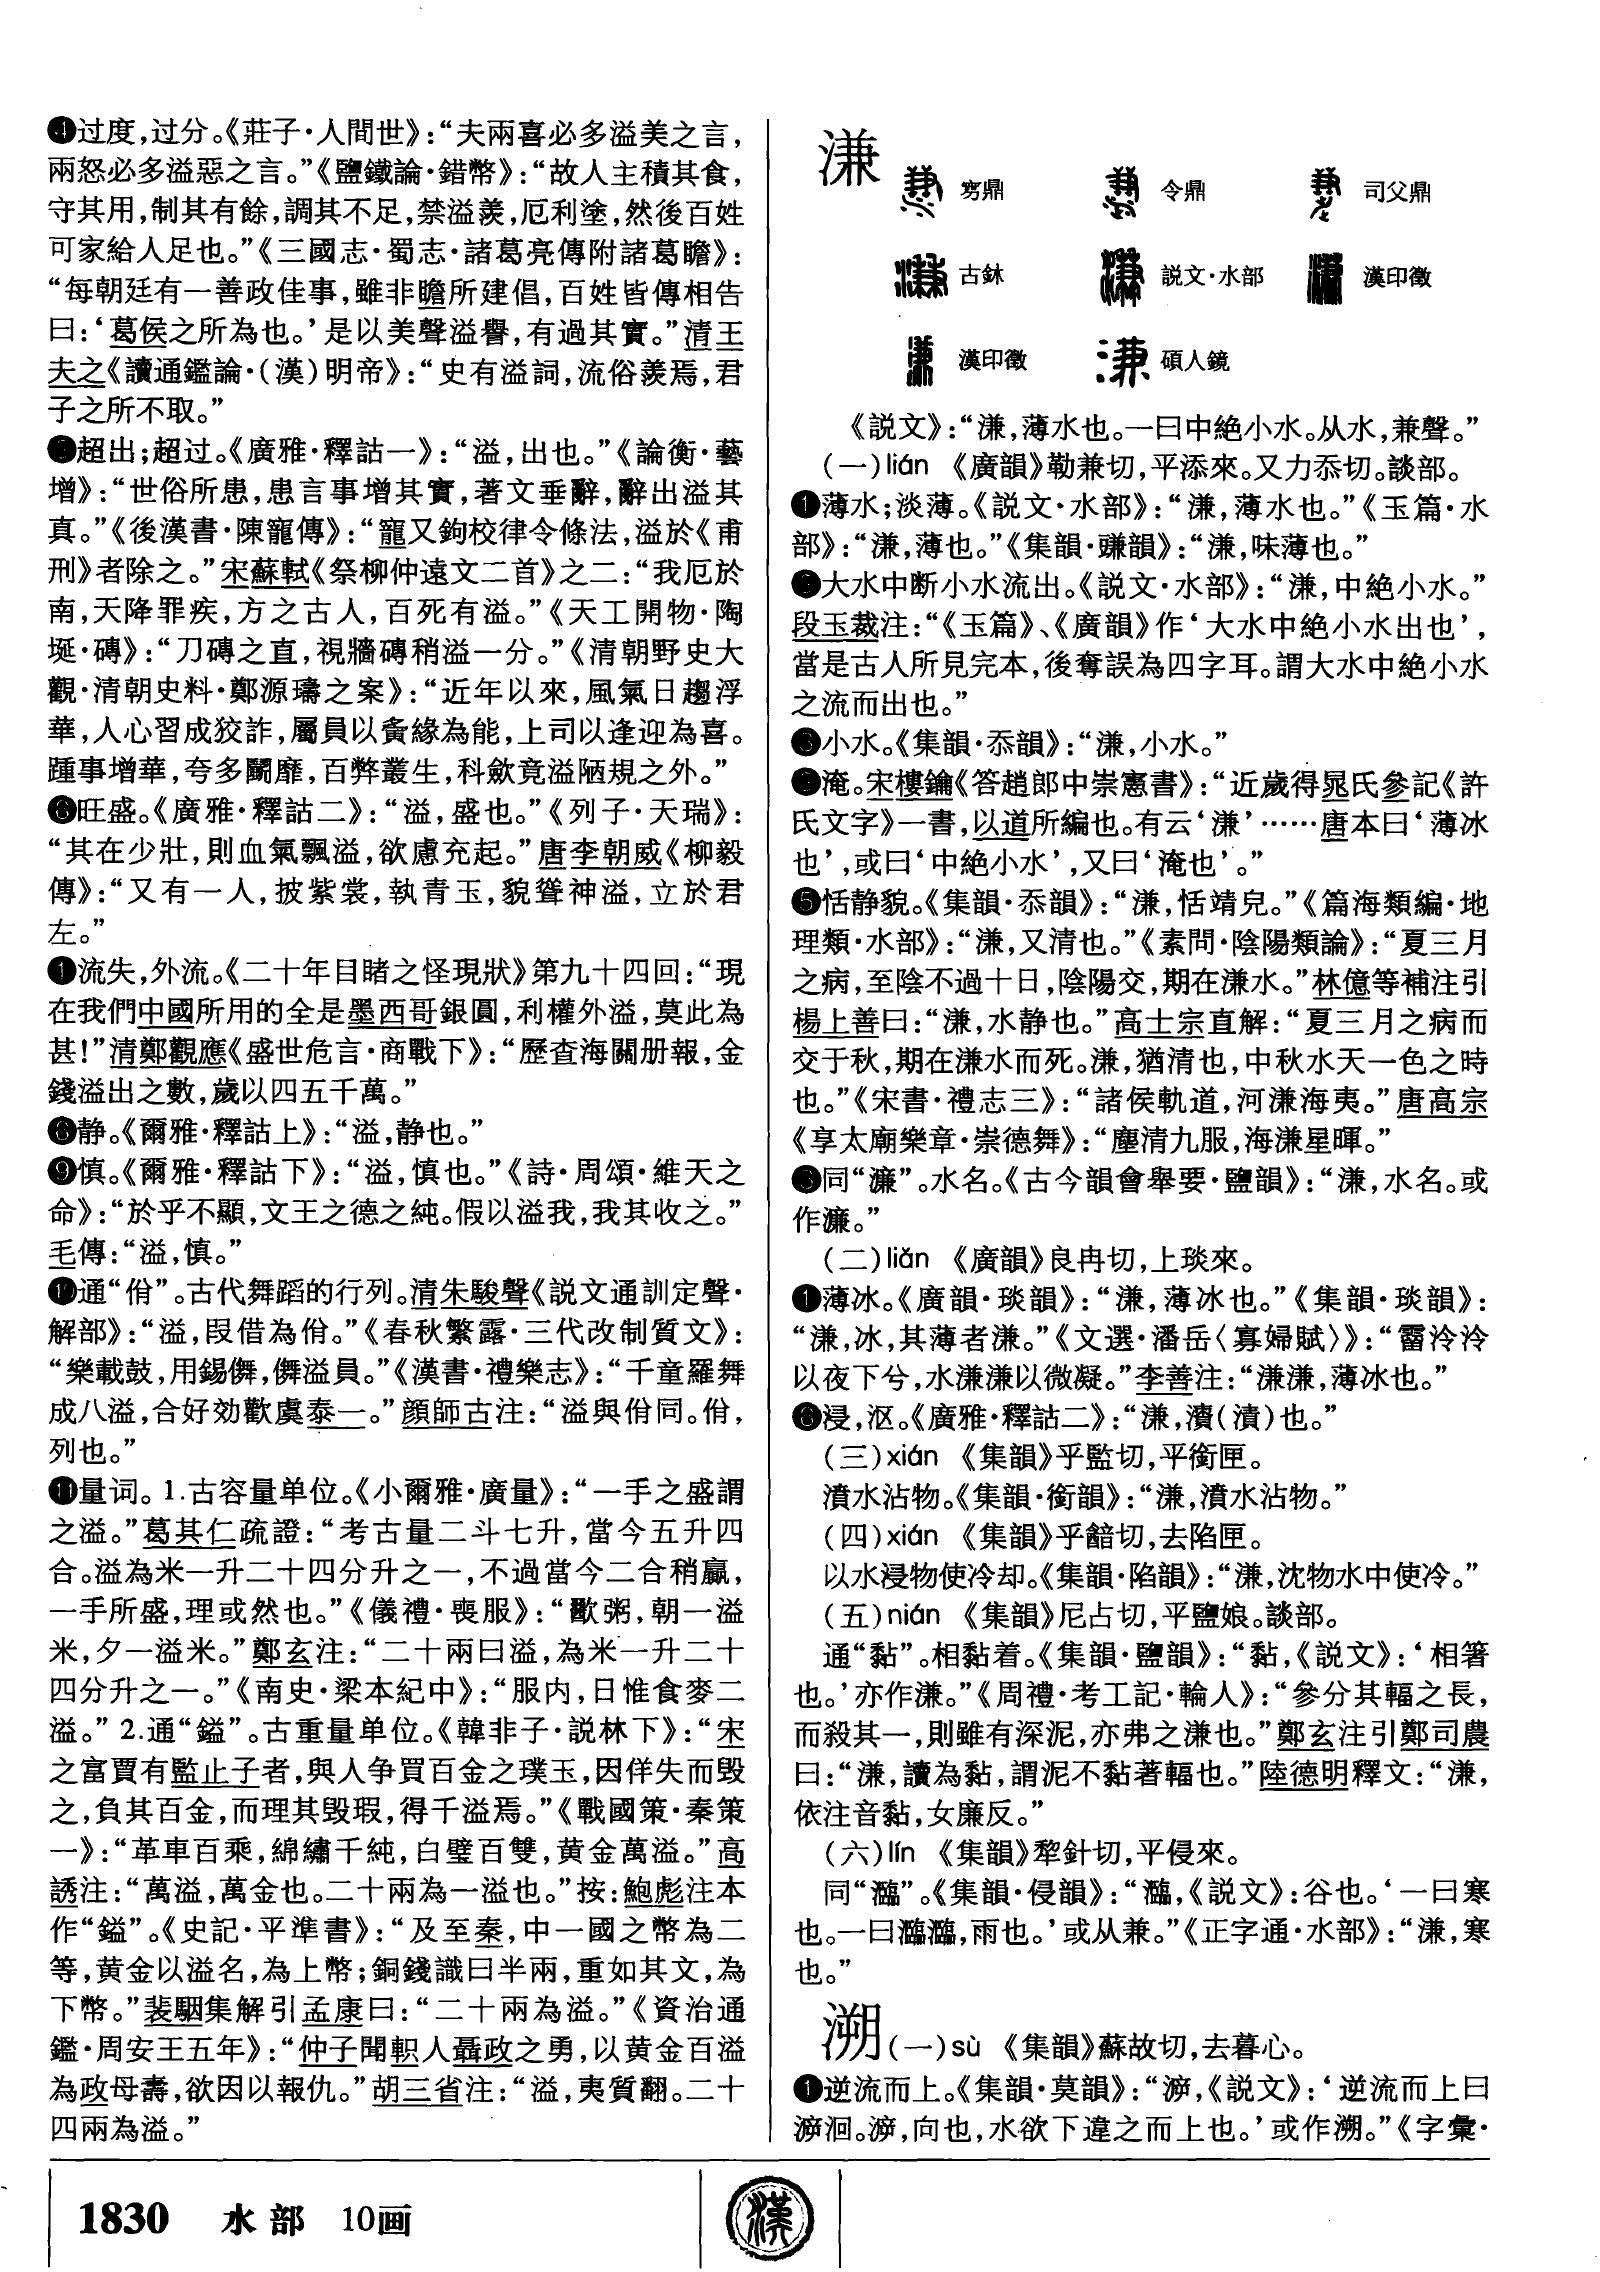 ❹过度,过分。《莊子·人間世》:“夫兩喜必多溢美之言,
兩怒必多溢惡之言。”《鹽鐵論·錯幣》:“故人主積其食,
守其用,制其有餘,調其不足,禁溢羨,厄利塗,然後百姓
可家給人足也。”《三國志·蜀志·諸葛亮傳附諸葛瞻》:
“每朝廷有一善政佳事,雖非瞻所建倡,百姓皆傳相告
曰:‘葛侯之所為也。’是以美聲溢譽,有過其實。”清王
夫之《讀通鑑論·(漢)明帝》:“史有溢詞,流俗羨焉,君
子之所不取。”
❺超出;超过。《廣雅·釋詁一》:“溢,出也。”《論衡·藝
增》:“世俗所患,患言事增其實,著文垂辭,辭出溢其
真。”《後漢書·陳寵傳》:“寵又鉤校律令條法,溢於《甫
刑》者除之。”宋蘇軾《祭柳仲遠文二首》之二:“我厄於
南,天降罪疾,方之古人,百死有溢。”《天工開物·陶
埏·磚》:“刀磚之直,視牆磚稍溢一分。”《清朝野史大
觀·清朝史料·鄭源璹之案》:“近年以來,風氣日趨浮
華,人心習成狡詐,屬員以夤緣為能,上司以逢迎為喜。
踵事增華,夸多鬭靡,百弊叢生,科斂竟溢陋規之外。”
❻旺盛。《廣雅·釋詁二》:“溢,盛也。”《列子·天瑞》:
“其在少壯,則血氣飄溢,欲慮充起。”唐李朝威《柳毅
傳》:“又有一人,披紫裳,執青玉,貌聳神溢,立於君
左。”
❼流失,外流。《二十年目睹之怪現狀》第九十四回:“現
在我們中國所用的全是墨西哥銀圓,利權外溢,莫此為
甚!”清鄭觀應《盛世危言·商戰下》:“歷查海關册報,金
錢溢出之數,歲以四五千萬。”
❽静。《爾雅·釋詁上》:“溢,静也。”
❾慎。《爾雅·釋詁下》:“溢,慎也。”《詩·周頌·維天之
命》:“於乎不顯,文王之德之純。假以溢我,我其收之。”
毛傳:“溢,慎。”
❿通“佾”。古代舞蹈的行列。清朱駿聲《説文通訓定聲·
解部》:“溢,叚借為佾。”《春秋繁露·三代改制質文》:
“樂載鼓,用錫儛,儛溢員。”《漢書·禮樂志》:“千童羅舞
成八溢,合好効歡虞泰一。”顔師古注:“溢與佾同。佾,
列也。”
⓫量词。1.古容量单位。《小爾雅·廣量》:“一手之盛謂
之溢。”葛其仁疏證:“考古量二斗七升,當今五升四
合。溢為米一升二十四分升之一,不過當今二合稍贏,
一手所盛,理或然也。”《儀禮·喪服》:“歠粥,朝一溢
米,夕一溢米。”鄭玄注:“二十兩曰溢,為米一升二十
四分升之一。”《南史·梁本紀中》:“服内,日惟食麥二
溢。”2.通“鎰”。古重量单位。《韓非子·説林下》:“宋
之富賈有監止子者,與人争買百金之璞玉,因佯失而毁
之,負其百金,而理其毁瑕,得千溢焉。”《戰國策·秦策
一》:“革車百乘,綿繡千純,白璧百雙,黄金萬溢。”高
誘注:“萬溢,萬金也。二十兩為一溢也。”按:鮑彪注本
作“鎰”。《史記·平準書》:“及至秦,中一國之幣為二
等,黄金以溢名,為上幣;銅錢識曰半兩,重如其文,為
下幣。”裴駰集解引孟康曰:“二十兩為溢。”《資治通
鑑·周安王五年》:“仲子聞軹人聶政之勇,以黄金百溢
為政母壽,欲因以報仇。”胡三省注:“溢,夷質翻。二十
四兩為溢。”
溓
窮鼎 令鼎 司父鼎
古鉥 説文·水部 漢印徵
漢印徵 碩人鏡
《説文》:“溓,薄水也。一曰中絶小水。从水,兼聲。”
(一)lián 《廣韻》勒兼切,平添來。又力忝切。談部。
❶薄水;淡薄。《説文·水部》:“溓,薄水也。”《玉篇·水
部》:“溓,薄也。”《集韻·豏韻》:“溓,味薄也。”
❷大水中断小水流出。《説文·水部》:“溓,中絶小水。”
段玉裁注:“《玉篇》、《廣韻》作‘大水中絶小水出也’,
當是古人所見完本,後奪誤為四字耳。謂大水中絶小水
之流而出也。”
❸小水。《集韻·忝韻》:“溓,小水。”
❹淹。宋樓鑰《答趙郎中崇憲書》:“近歲得晁氏參記《許
氏文字》一書,以道所編也。有云‘溓’……唐本曰‘薄冰
也’,或曰‘中絶小水’,又曰‘淹也’。”
❺恬静貌。《集韻·忝韻》:“溓,恬靖皃。”《篇海類編·地
理類·水部》:“溓,又清也。”《素問·陰陽類論》:“夏三月
之病,至陰不過十日,陰陽交,期在溓水。”林億等補注引
楊上善曰:“溓,水静也。”高士宗直解:“夏三月之病而
交于秋,期在溓水而死。溓,猶清也,中秋水天一色之時
也。”《宋書·禮志三》:“諸侯軌道,河溓海夷。”唐高宗
《享太廟樂章·崇德舞》:“塵清九服,海溓星暉。”
❻同“濂”。水名。《古今韻會舉要·鹽韻》:“溓,水名。或
作濂。”
(二)liǎn 《廣韻》良冉切,上琰來。
❶薄冰。《廣韻·琰韻》:“溓,薄冰也。”《集韻·琰韻》:
“溓,冰,其薄者溓。”《文選·潘岳〈寡婦賦〉》:“霤泠泠
以夜下兮,水溓溓以微凝。”李善注:“溓溓,薄冰也。”
❷浸,沤。《廣雅·釋詁二》:“溓,濆(漬)也。”
(三)xián 《集韻》乎監切,平銜匣。
濆水沾物。《集韻·銜韻》:“溓,濆水沾物。”
(四)xián 《集韻》乎韽切,去陷匣。
以水浸物使冷却。《集韻·陷韻》:“溓,沈物水中使冷。”
(五)nián 《集韻》尼占切,平鹽娘。談部。
通“黏”。相黏着。《集韻·鹽韻》:“黏,《説文》:‘相箸
也。’亦作溓。”《周禮·考工記·輪人》:“參分其輻之長,
而殺其一,則雖有深泥,亦弗之溓也。”鄭玄注引鄭司農
曰:“溓,讀為黏,謂泥不黏著輻也。”陸德明釋文:“溓,
依注音黏,女廉反。”
(六)lín 《集韻》犂針切,平侵來。
同“瀶”。《集韻·侵韻》:“瀶,《説文》:谷也。‘一曰寒
也。一曰瀶瀶,雨也。’或从兼。”《正字通·水部》:“溓,寒
也。”
溯(一)sù 《集韻》蘇故切,去暮心。
❶逆流而上。《集韻·莫韻》:“泝,《説文》:‘逆流而上曰
泝洄。泝,向也,水欲下違之而上也。’或作溯。”《字彙·
1830 水部 10画
漢